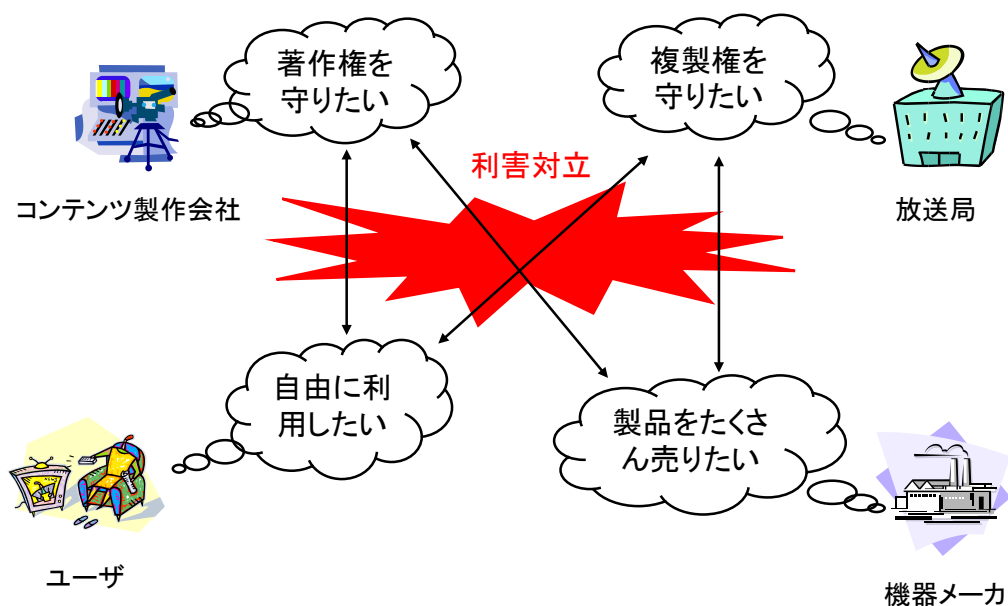 著作権を
守りたい
複製権を
守りたい
利害対立
コンテンツ製作会社
放送局
自由に利
用したい
製品をたくさ
ん売りたい
ユーザ
機器メーカ